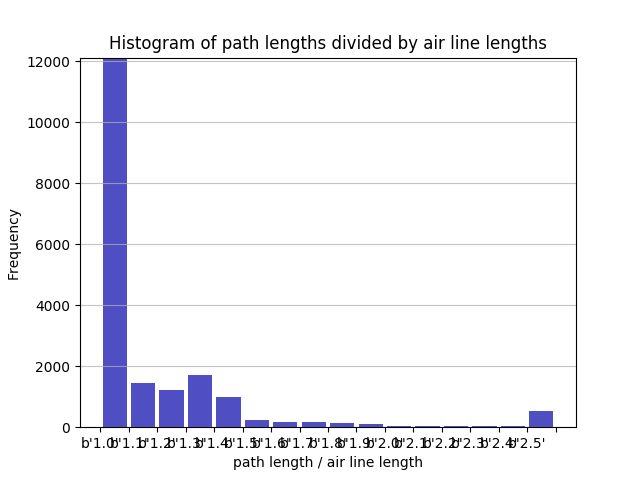 Histogram of path lengths divided by air line lengths
12000
10000
8000
6000
4000
2000
0
Frequency
b'1.0' b'1.1' b'1.2' b'1.3' b'1.4' b'1.5' b'1.6' b'1.7' b'1.8' b'1.9' b'2.0' b'2.1' b'2.2' b'2.3' b'2.4' b'2.5'
path length / air line length